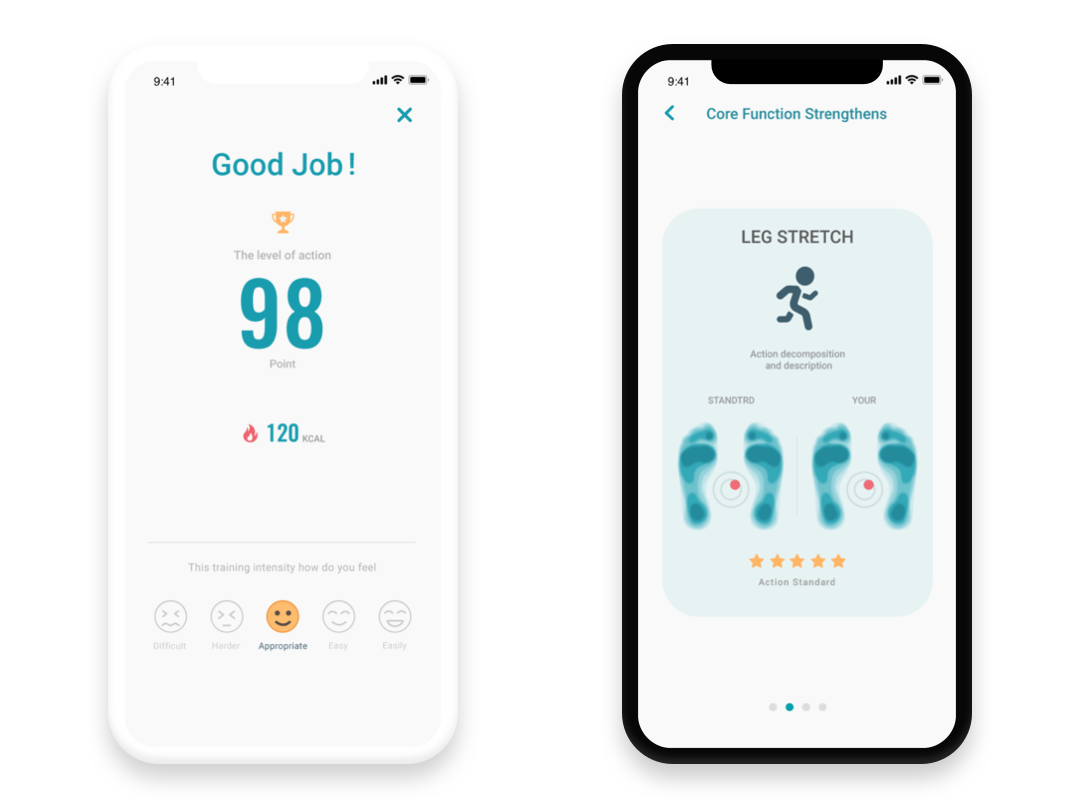 9:41
Good Job!
The level of action
98
Point
120 KCAL
This training intensity how do you feel
Difficult Harder Appropriate Easy Easily
9:41
Core Function Strengthens
LEG STRETCH
Action decomposition
and description
STANDTRD YOUR
Action Standard